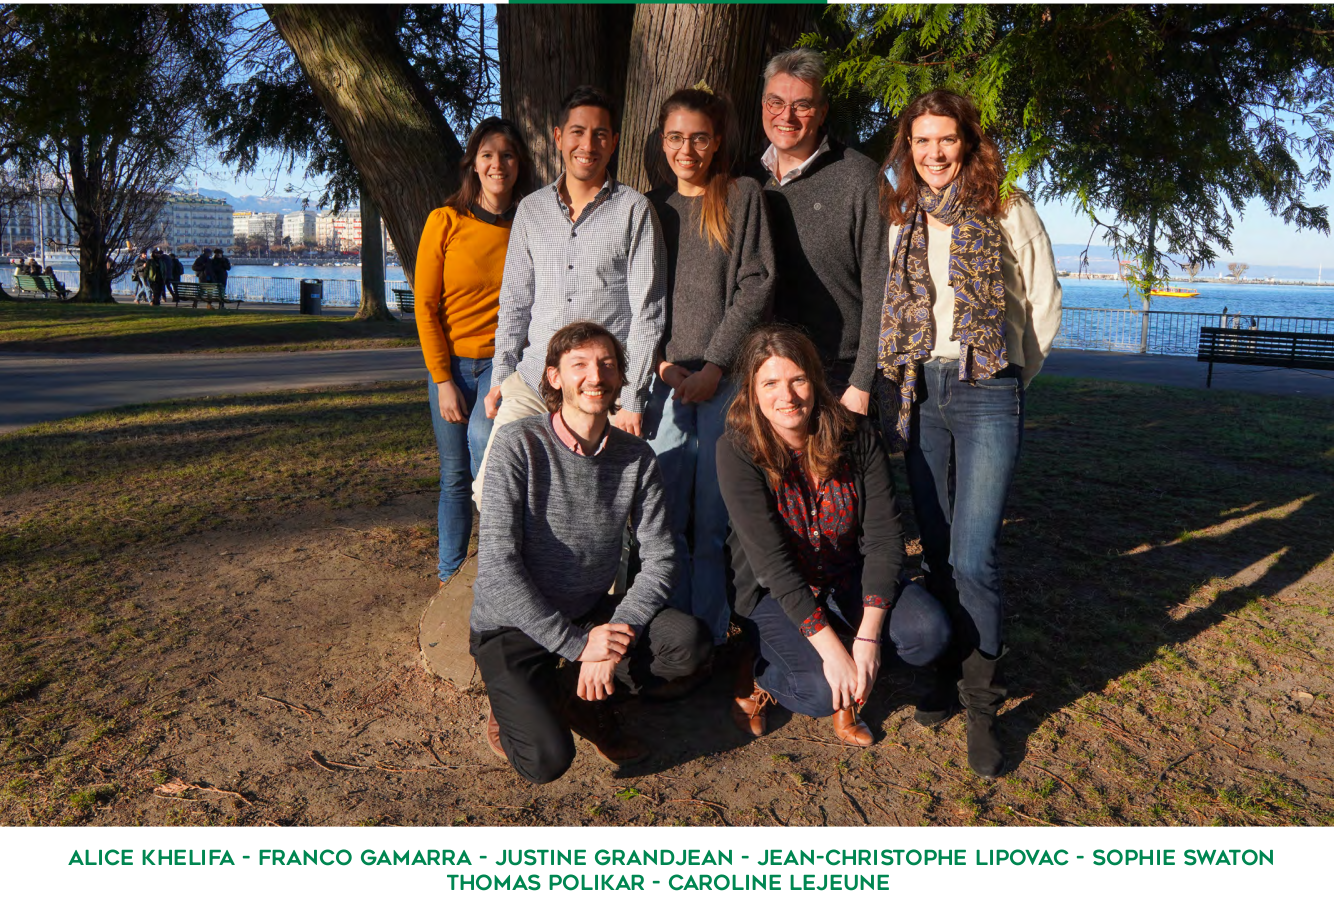 ALICE KHELIFA - FRANCO GAMARRA - JUSTINE GRANDJEAN - JEAN-CHRISTOPHE LIPOVAC - SOPHIE SWATON
THOMAS POLIKAR - CAROLINE LEJEUNE